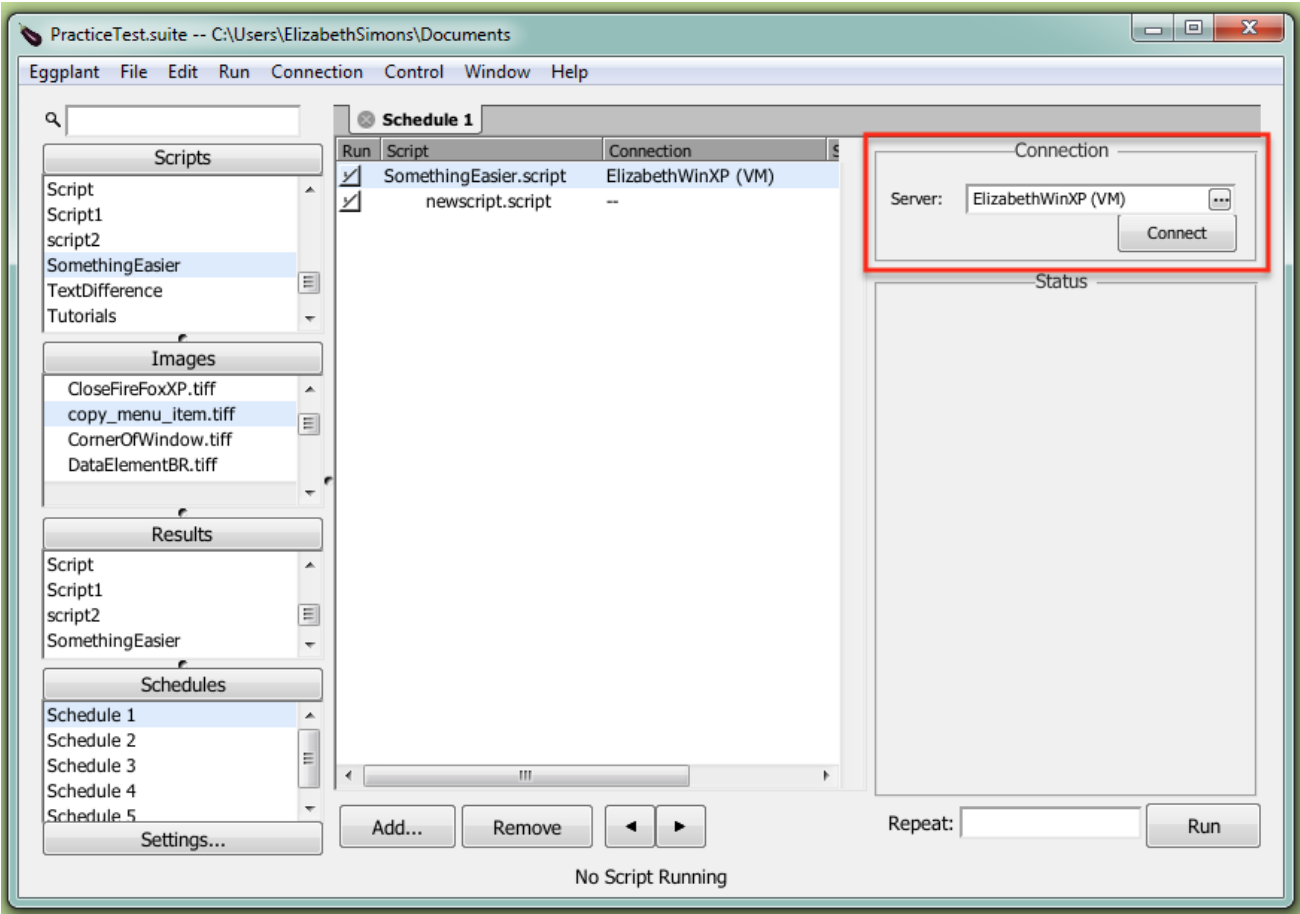 PracticeTest.suite -- C:\Users\ElizabethSimons\Documents
Eggplant File Edit Run Connection Control Window Help
Scripts
Script
Script1
script2
SomethingEasier
TextDifference
Tutorials
Images
CloseFireFoxXP.tiff
copy_menu_item.tiff
CornerOfWindow.tiff
DataElementBR.tiff
Results
Script
Script1
script2
SomethingEasier
Schedules
Schedule 1
Schedule 2
Schedule 3
Schedule 4
Schedule 5
Settings...
Schedule 1
Run Script Connection S
SomethingEasier.script ElizabethWinXP (VM)
newscript.script --
Add... Remove
Connection
Server: ElizabethWinXP (VM) ...
Connect
Status
Repeat: Run
No Script Running